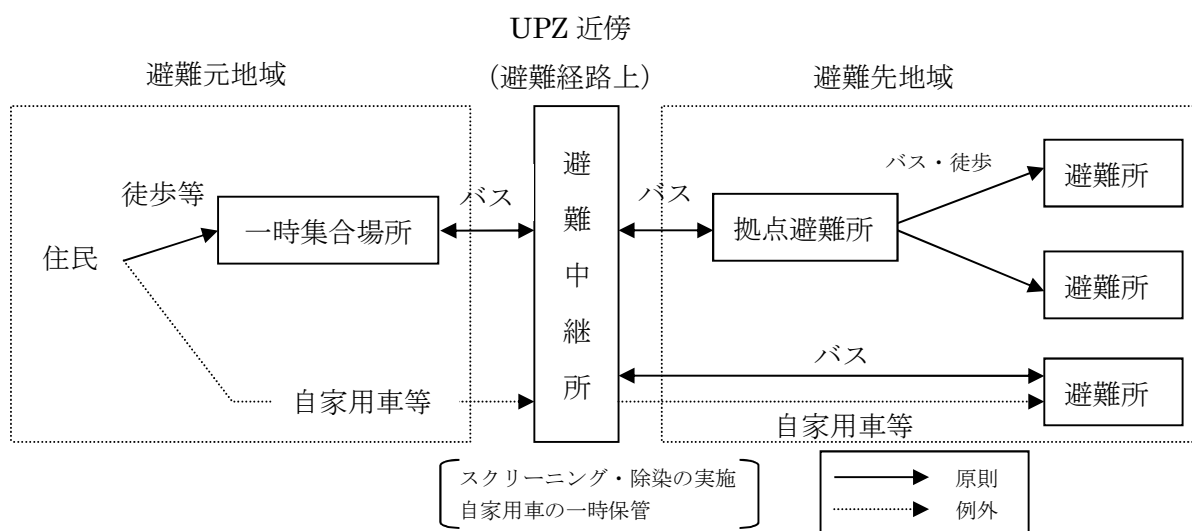 UPZ 近傍
(避難経路上)
避難元地域
避難先地域
住民
徒歩等
一時集合場所
バス
避難中継所
バス
拠点避難所
バス・徒歩
避難所
避難所
自家用車等
バス
避難所
自家用車等
スクリーニング・除染の実施
自家用車の一時保管
原則
例外